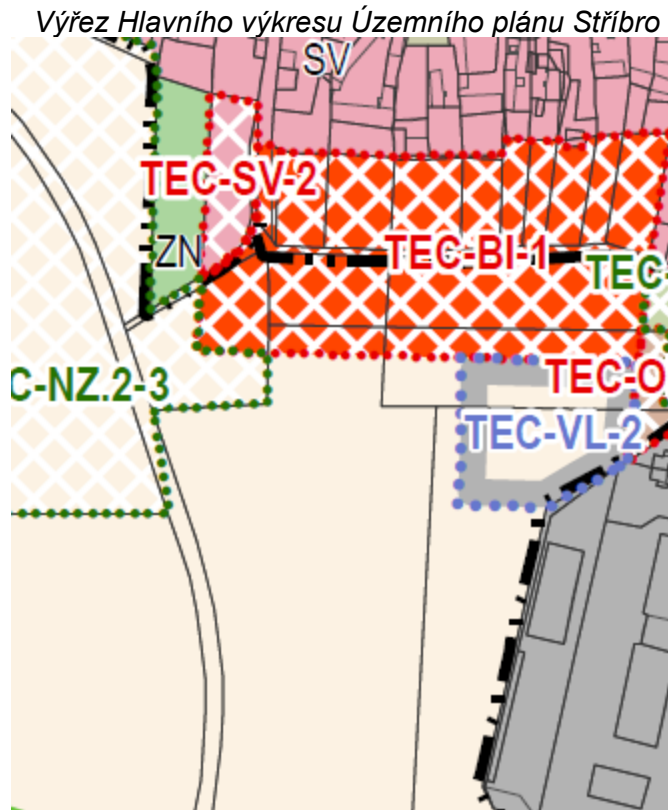 Výřez Hlavního výkresu Územního plánu Stříbro
SV
TEC-SV-2
ZN
TEC-BI-1
TEC-
C-NZ.2-3
TEC-O
TEC-VL-2